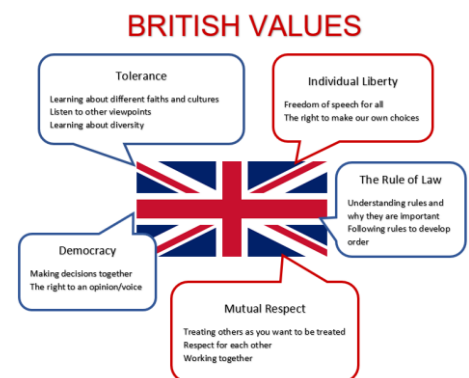 BRITISH VALUES
Tolerance
Learning about different faiths and cultures
Listen to other viewpoints
Learning about diversity
Individual Liberty
Freedom of speech for all
The right to make our own choices
The Rule of Law
Understanding rules and
why they are important
Following rules to develop
order
Democracy
Making decisions together
The right to an opinion/voice
Mutual Respect
Treating others as you want to be treated
Respect for each other
Working together